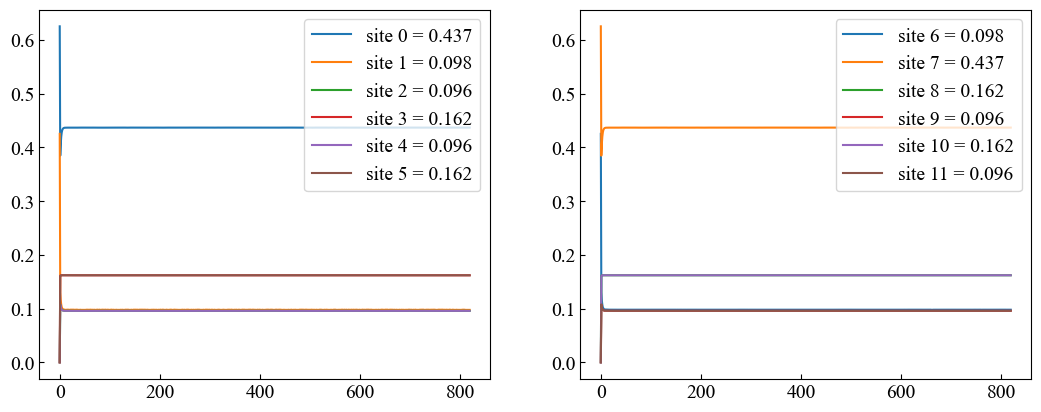 0.6
0.5
0.4
0.3
0.2
0.1
0.0
0 200 400 600 800
site 0 = 0.437
site 1 = 0.098
site 2 = 0.096
site 3 = 0.162
site 4 = 0.096
site 5 = 0.162
0.6
0.5
0.4
0.3
0.2
0.1
0.0
0 200 400 600 800
site 6 = 0.098
site 7 = 0.437
site 8 = 0.162
site 9 = 0.096
site 10 = 0.162
site 11 = 0.096